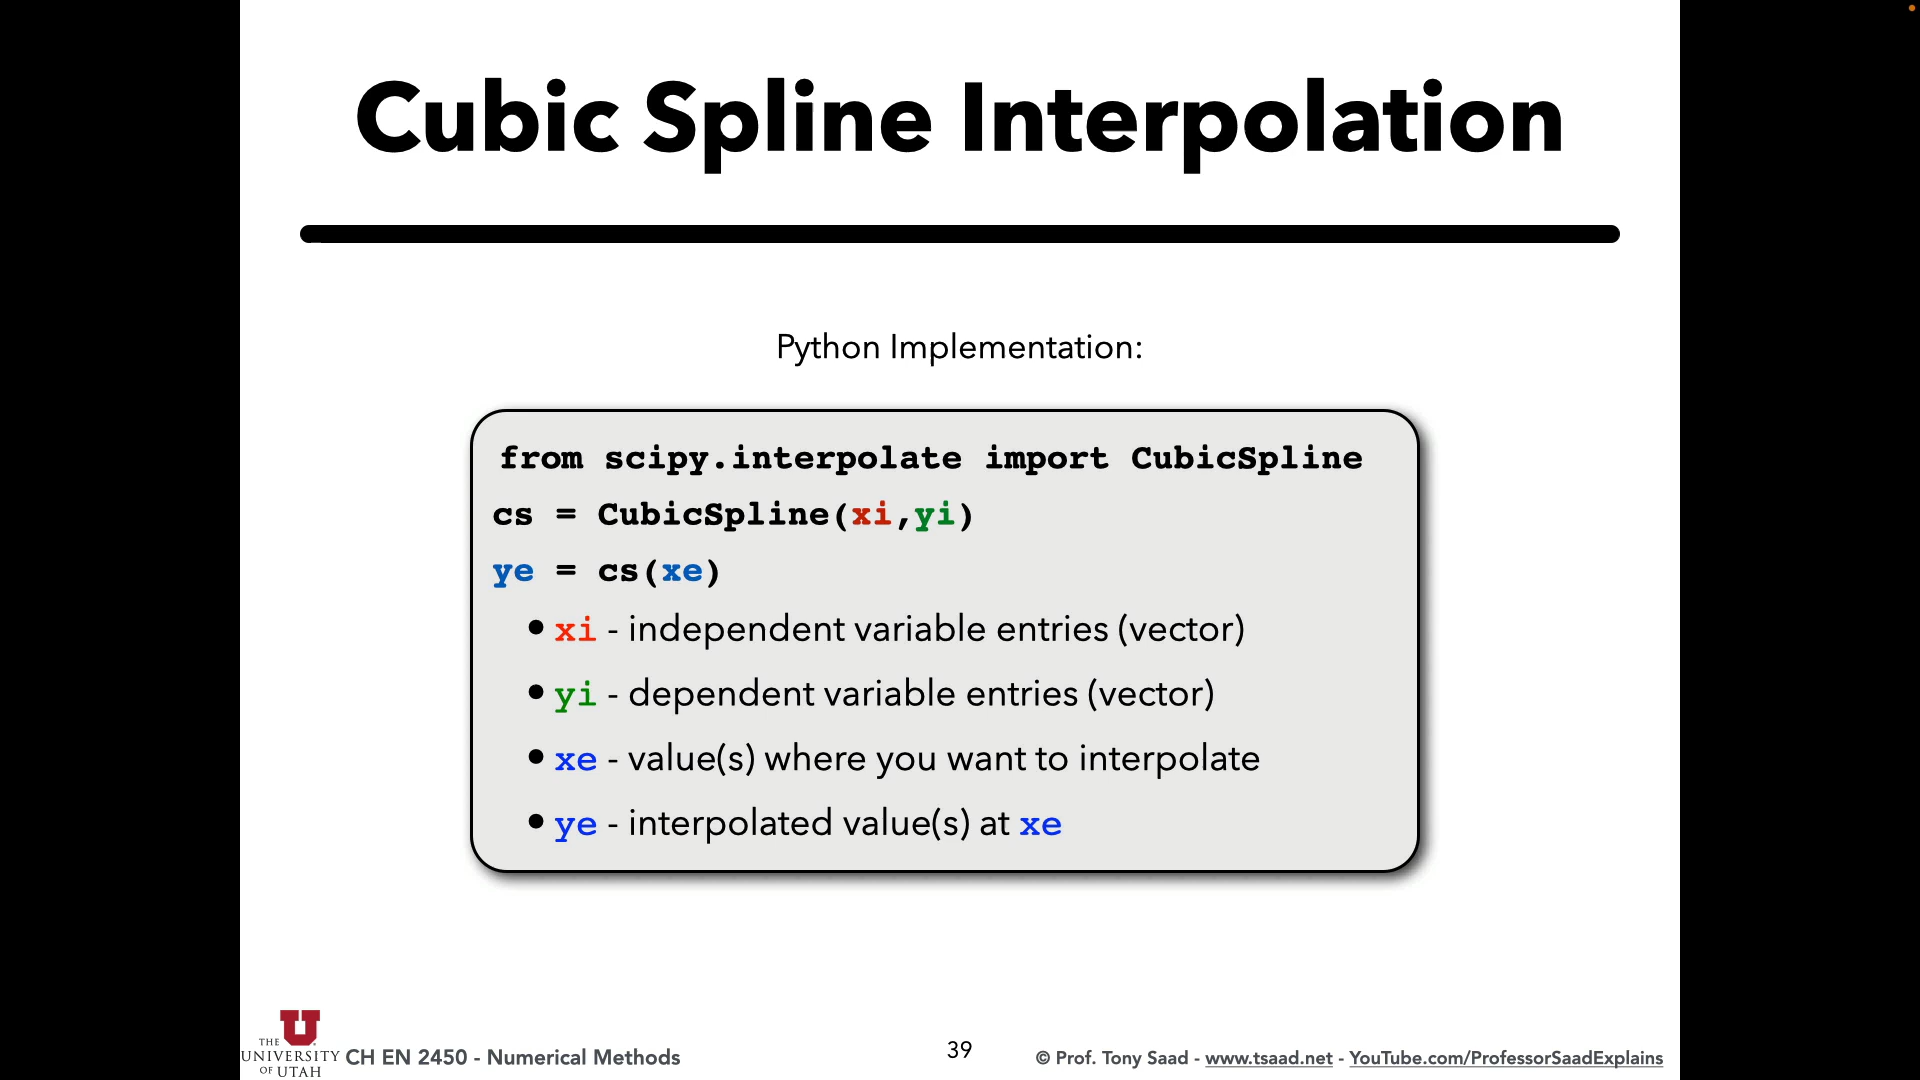 Cubic Spline Interpolation
Python Implementation:
from scipy.interpolate import CubicSpline
cs = CubicSpline(xi,yi)
ye = cs(xe)
• xi - independent variable entries (vector)
• yi - dependent variable entries (vector)
• xe - value(s) where you want to interpolate
• ye - interpolated value(s) at xe
U
THE
UNIVERSITY
OF UTAH
CH EN 2450 - Numerical Methods
39
© Prof. Tony Saad - www.tsaad.net - YouTube.com/ProfessorSaadExplains